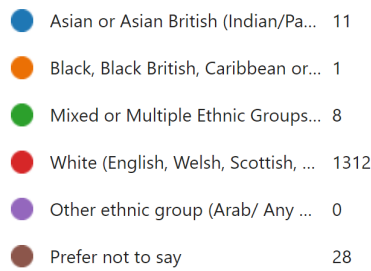 Asian or Asian British (Indian/Pa... 11
Black, Black British, Caribbean or... 1
Mixed or Multiple Ethnic Groups... 8
White (English, Welsh, Scottish, ... 1312
Other ethnic group (Arab/ Any ... 0
Prefer not to say 28